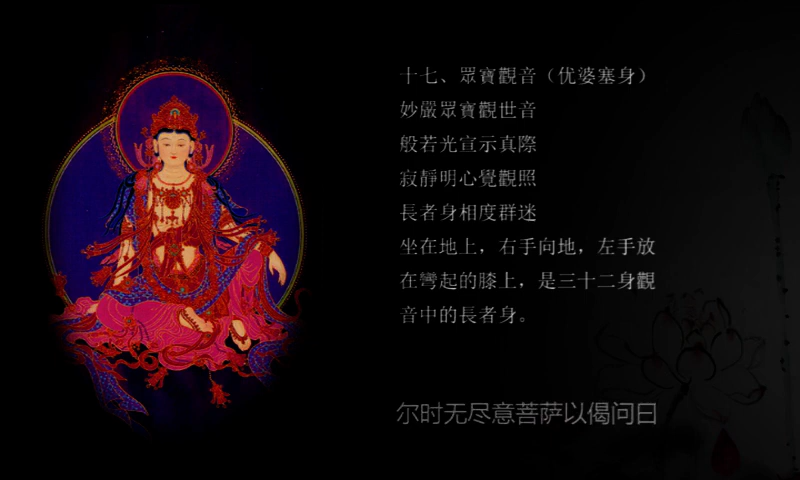 十七、眾寶觀音（优婆塞身）
妙嚴眾寶觀世音
般若光宣示真際
寂靜明心覺觀照
長者身相度群迷
坐在地上，右手向地，左手放
在彎起的膝上，是三十二身觀
音中的長者身。
尔时无尽意菩萨以偈问曰